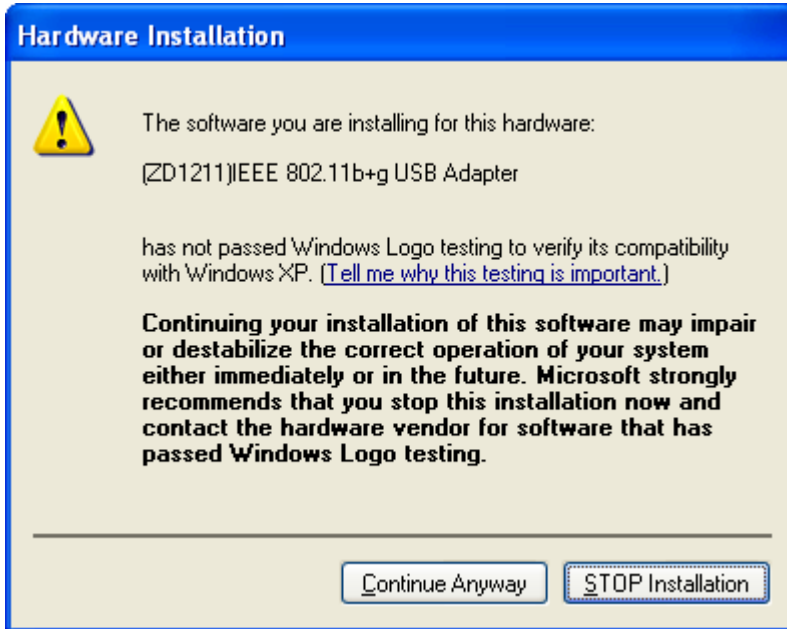 Hardware Installation
The software you are installing for this hardware:
(ZD1211)IEEE 802.11b+g USB Adapter
has not passed Windows Logo testing to verify its compatibility
with Windows XP. (Tell me why this testing is important.)
Continuing your installation of this software may impair
or destabilize the correct operation of your system
either immediately or in the future. Microsoft strongly
recommends that you stop this installation now and
contact the hardware vendor for software that has
passed Windows Logo testing.
Continue Anyway
STOP Installation